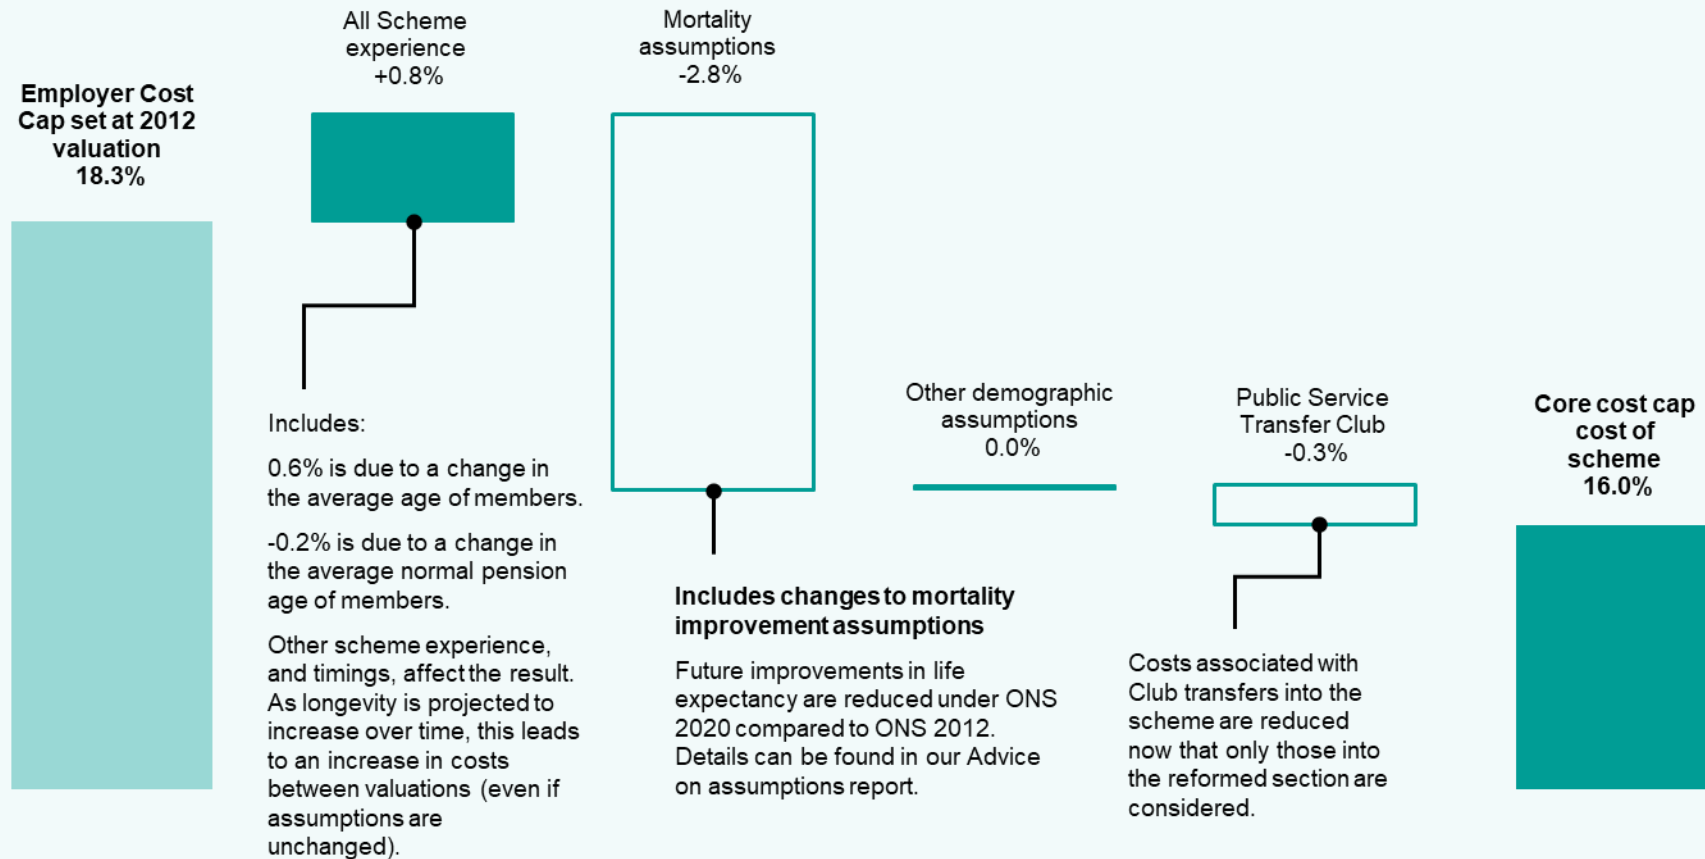 Employer Cost
Cap set at 2012
valuation
18.3%
All Scheme
experience
+0.8%
Includes:
0.6% is due to a change in
the average age of members.
-0.2% is due to a change in
the average normal pension
age of members.
Other scheme experience,
and timings, affect the result.
As longevity is projected to
increase over time, this leads
to an increase in costs
between valuations (even if
assumptions are
unchanged).
Mortality
assumptions
-2.8%
Includes changes to mortality
improvement assumptions
Future improvements in life
expectancy are reduced under ONS
2020 compared to ONS 2012.
Details can be found in our Advice
on assumptions report.
Other demographic
assumptions
0.0%
Public Service
Transfer Club
-0.3%
Costs associated with
Club transfers into the
scheme are reduced
now that only those into
the reformed section are
considered.
Core cost cap
cost of
scheme
16.0%